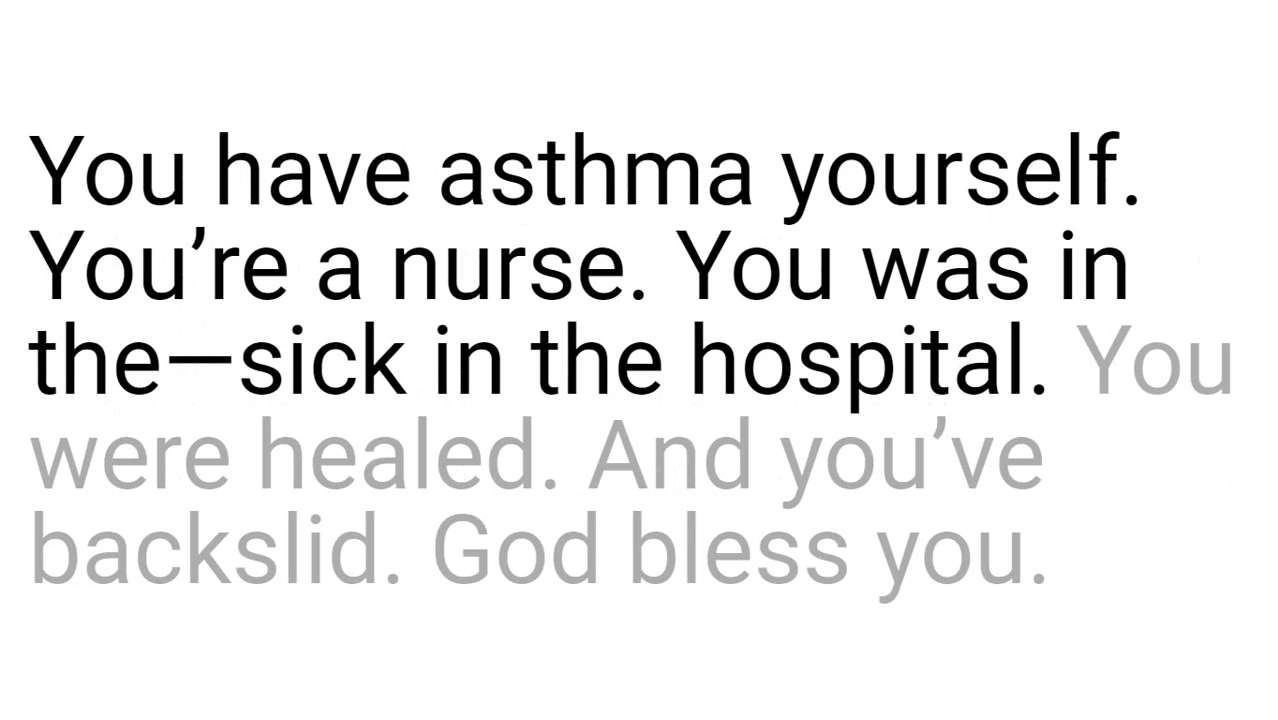 You have asthma yourself.
You’re a nurse. You was in
the—sick in the hospital. You
were healed. And you’ve
backslid. God bless you.